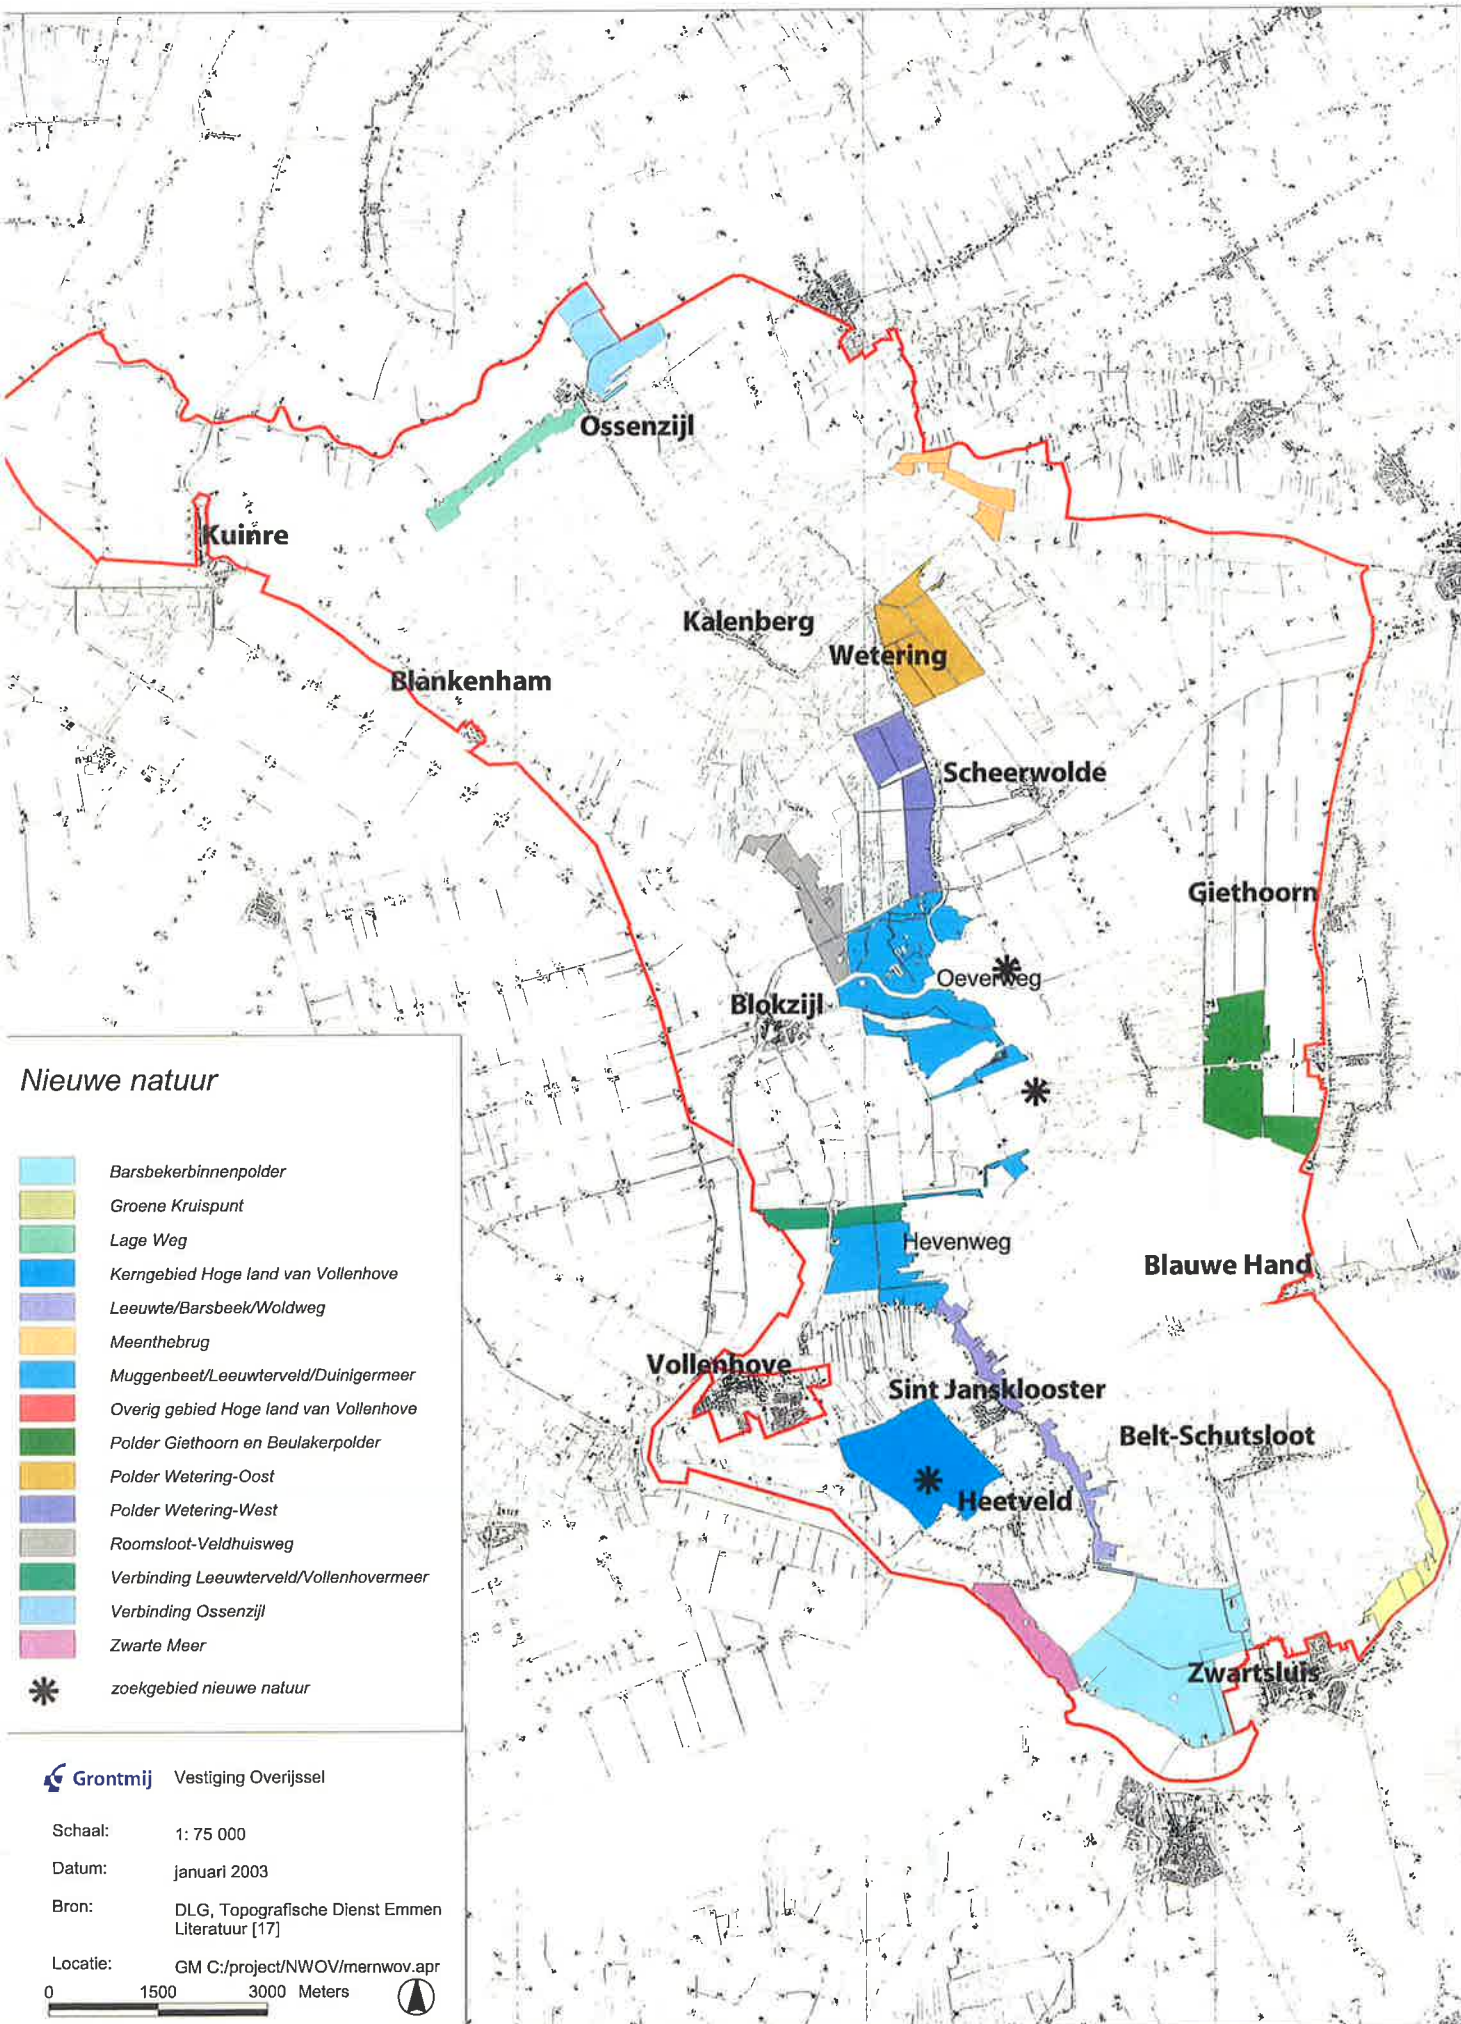 Ossenzijl
Kuinre
Kalenberg
Wetering
Blankenham
Scheerwolde
Giethoorn
Oeverweg
Blokzijl
Hevenweg
Blauwe Hand
Vollenhove
Sint Jansklooster
Belt-Schutsloot
Heetveld
Zwartsluis
Nieuwe natuur
Barsbekerbinnenpolder
Groene Kruispunt
Lage Weg
Kerngebied Hoge land van Vollenhove
Leeuwte/Barsbeek/Woldweg
Meenthebrug
Muggenbeet/Leeuwterveld/Duinigermeer
Overig gebied Hoge land van Vollenhove
Polder Giethoorn en Beulakerpolder
Polder Wetering-Oost
Polder Wetering-West
Roomsloot-Veldhuisweg
Verbinding Leeuwterveld/Vollenhovermeer
Verbinding Ossenzijl
Zwarte Meer
zoekgebied nieuwe natuur
Grontmij Vestiging Overijssel
Schaal: 1: 75 000
Datum: januari 2003
Bron: DLG, Topografische Dienst Emmen
Literatuur [17]
Locatie: GM C:/project/NWOV/mernwov.apr
0 1500 3000 Meters